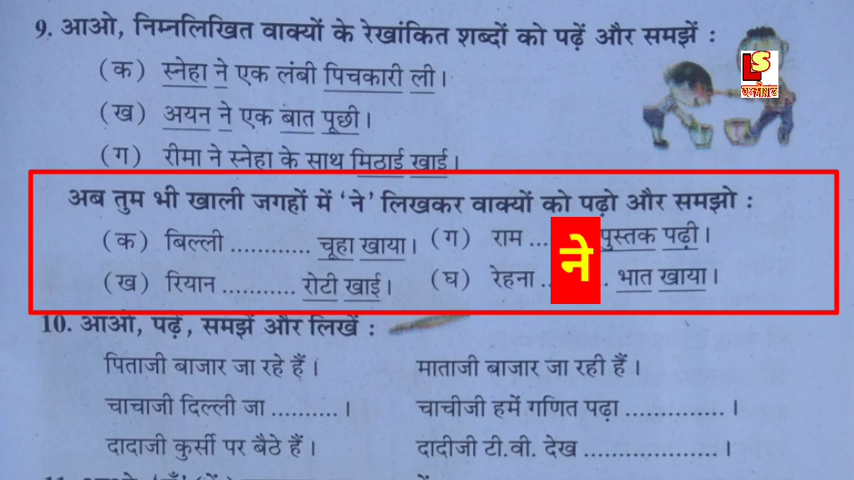 9. आओ, निम्नलिखित वाक्यों के रेखांकित शब्दों को पढ़ें और समझें :
(क) स्नेहा ने एक लंबी पिचकारी ली।
(ख) अयन ने एक बात पूछी।
(ग) रीमा ने स्नेहा के साथ मिठाई खाई।
LS
अब तुम भी खाली जगहों में 'ने' लिखकर वाक्यों को पढ़ो और समझो :
(क) बिल्ली ............ चूहा खाया। (ग) राम ... पुस्तक पढ़ी।
(ख) रियान ........... रोटी खाई। (घ) रेहना .. . भात खाया।
ने
10. आओ, पढ़ें, समझें और लिखें :
पिताजी बाजार जा रहे हैं। माताजी बाजार जा रही हैं।
चाचाजी दिल्ली जा ..........। चाचीजी हमें गणित पढ़ा ...............।
दादाजी कुर्सी पर बैठे हैं। दादीजी टी.वी. देख ....................।